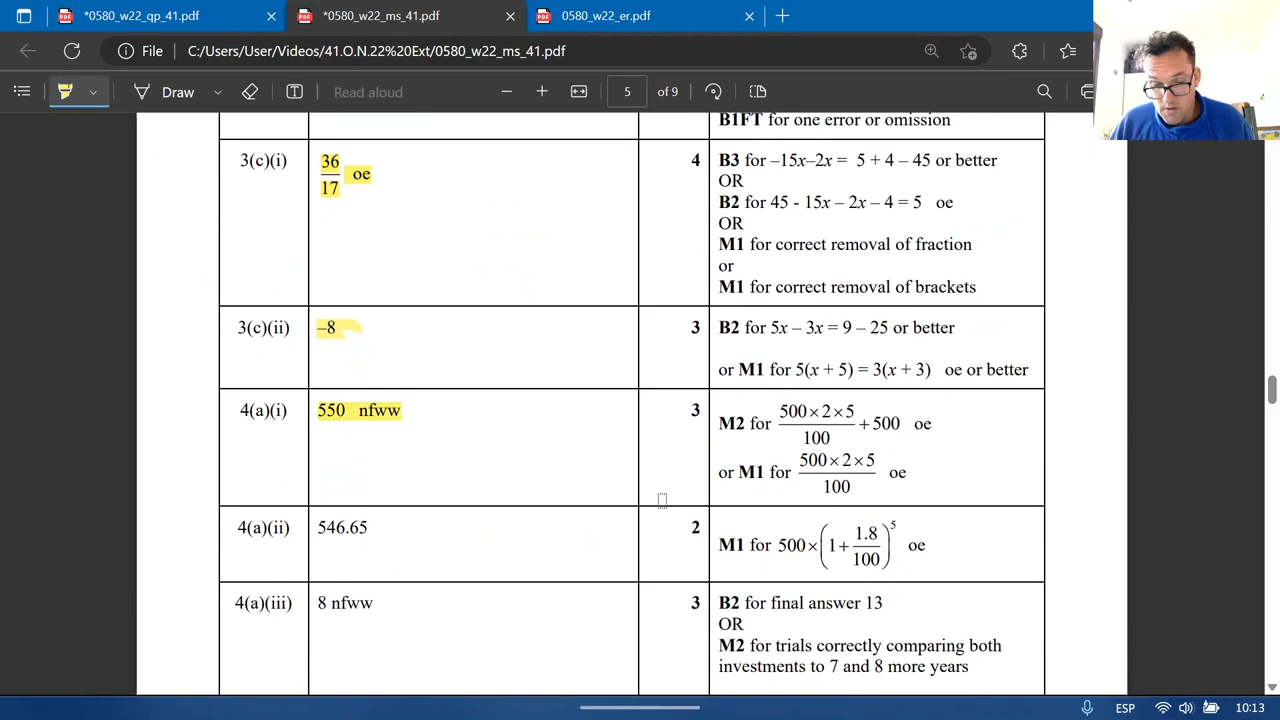 *0580_w22_qp_41.pdf
*0580_w22_ms_41.pdf
0580_w22_er.pdf
File C:/Users/User/Videos/41.O.N.22%20Ext/0580_w22_ms_41.pdf
Draw Read aloud 5 of 9
B1FT for one error or omission
3(c)(i) 36/17 oe 4 B3 for –15x–2x = 5 + 4 – 45 or better
OR
B2 for 45 - 15x – 2x – 4 = 5 oe
OR
M1 for correct removal of fraction
or
M1 for correct removal of brackets
3(c)(ii) –8 3 B2 for 5x – 3x = 9 – 25 or better
or M1 for 5(x + 5) = 3(x + 3) oe or better
4(a)(i) 550 nfww 3 M2 for 500×2×5/100 + 500 oe
or M1 for 500×2×5/100 oe
4(a)(ii) 546.65 2 M1 for 500×(1+1.8/100)^5 oe
4(a)(iii) 8 nfww 3 B2 for final answer 13
OR
M2 for trials correctly comparing both
investments to 7 and 8 more years
ESP 10:13